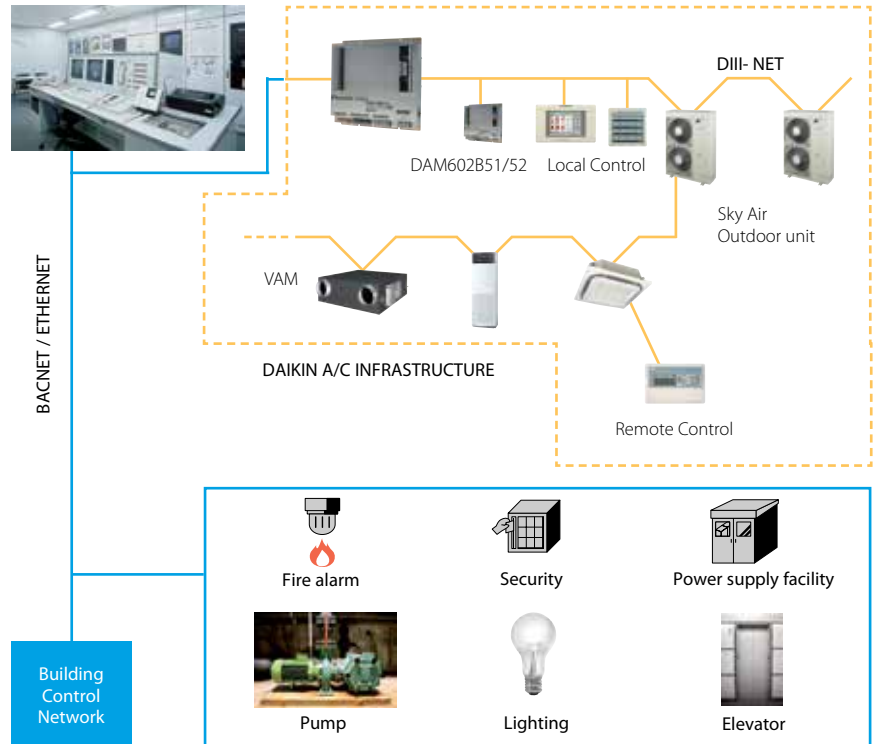 DIII- NET
DAM602B51/52
Local Control
Sky Air
Outdoor unit
VAM
BACNET / ETHERNET
DAIKIN A/C INFRASTRUCTURE
Remote Control
Fire alarm
Security
Power supply facility
Building
Control
Network
Pump
Lighting
Elevator